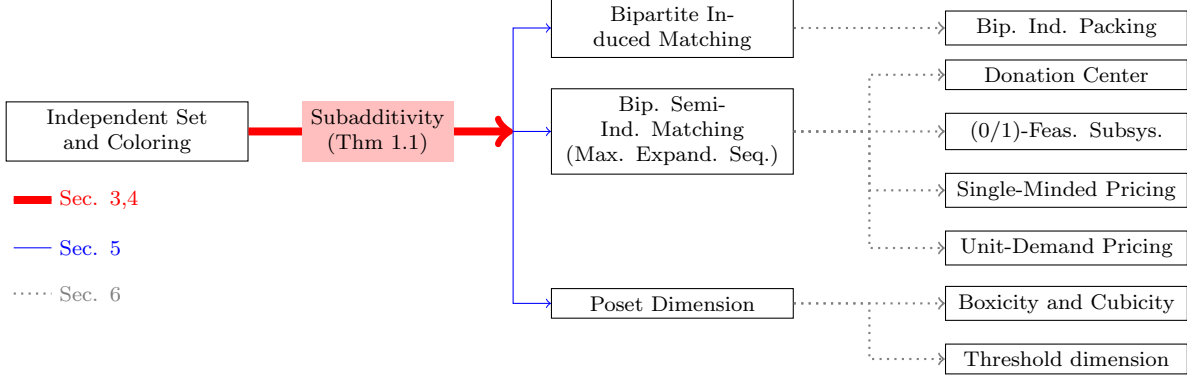 Independent Set
and Coloring
Subadditivity
(Thm 1.1)
Sec. 3,4
Sec. 5
Sec. 6
Bipartite In-
duced Matching
Bip. Semi-
Ind. Matching
(Max. Expand. Seq.)
Poset Dimension
Bip. Ind. Packing
Donation Center
(0/1)-Feas. Subsys.
Single-Minded Pricing
Unit-Demand Pricing
Boxicity and Cubicity
Threshold dimension